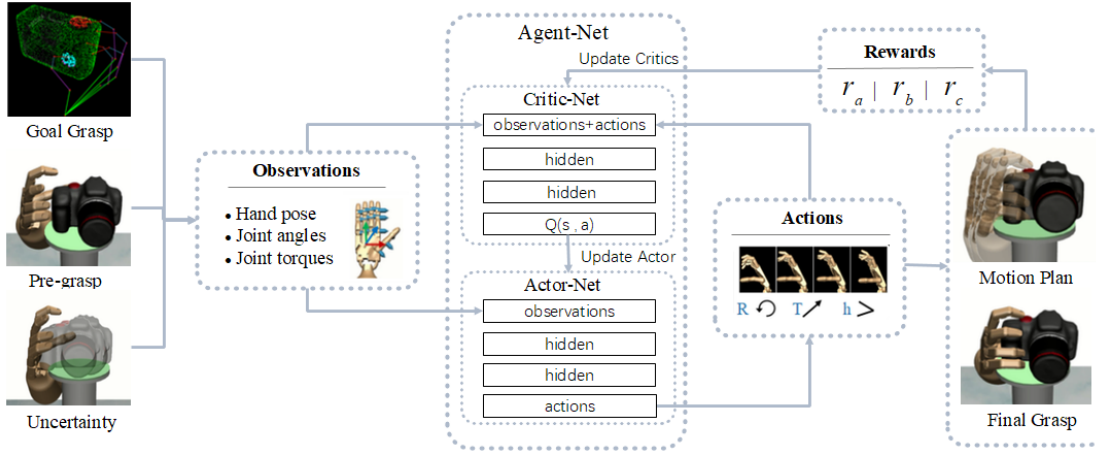 Goal Grasp
Pre-grasp
Uncertainty
Observations
• Hand pose
• Joint angles
• Joint torques
Agent-Net
Update Critics
Critic-Net
observations+actions
hidden
hidden
Q(s , a)
Update Actor
Actor-Net
observations
hidden
hidden
actions
Rewards
r_a | r_b | r_c
Actions
R T h
Motion Plan
Final Grasp